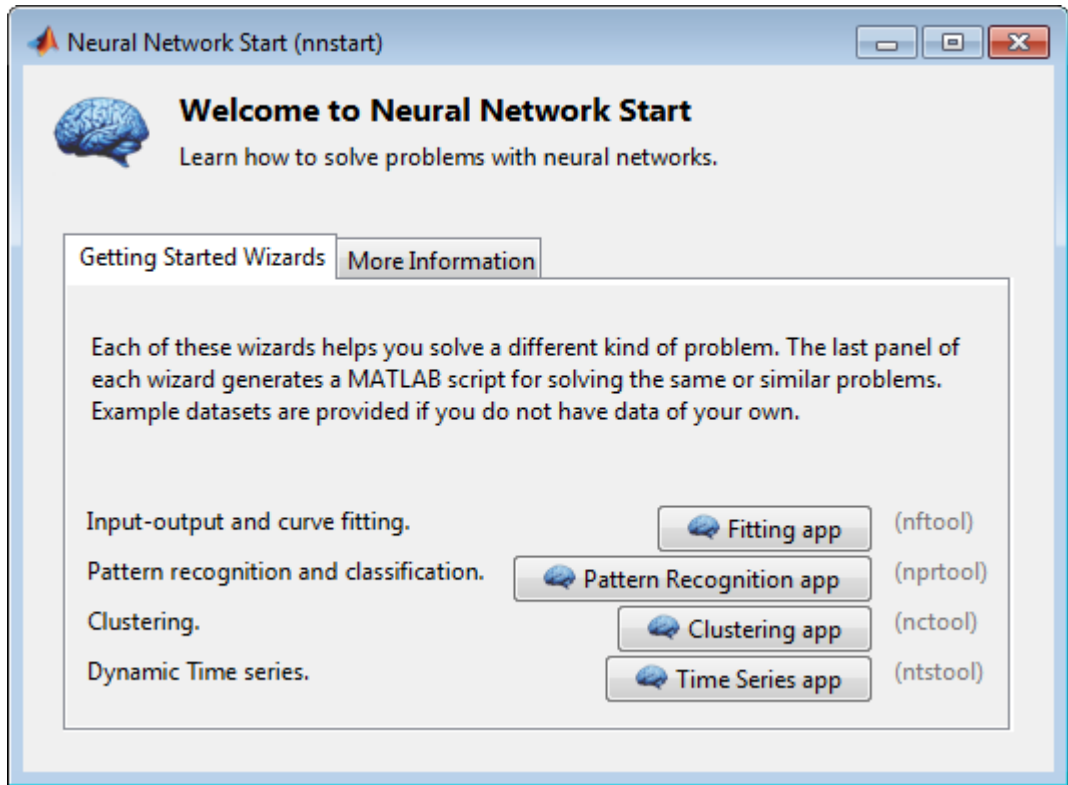 Neural Network Start (nnstart)
Welcome to Neural Network Start
Learn how to solve problems with neural networks.
Getting Started Wizards More Information
Each of these wizards helps you solve a different kind of problem. The last panel of
each wizard generates a MATLAB script for solving the same or similar problems.
Example datasets are provided if you do not have data of your own.
Input-output and curve fitting. Fitting app (nftool)
Pattern recognition and classification. Pattern Recognition app (nprtool)
Clustering. Clustering app (nctool)
Dynamic Time series. Time Series app (ntstool)